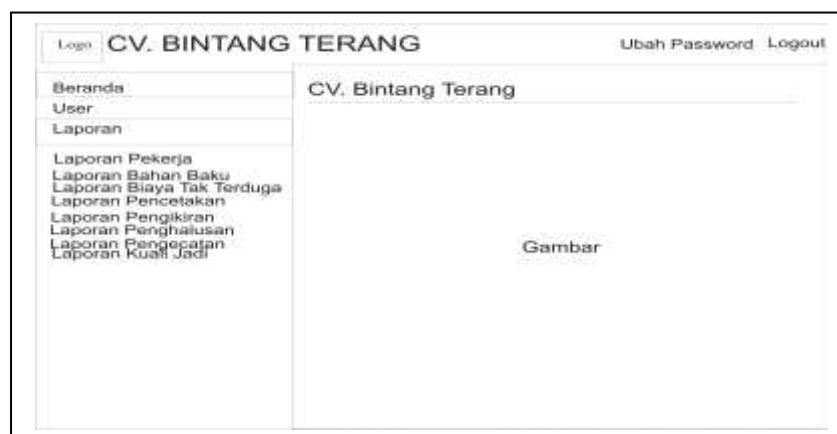 Logo CV. BINTANG TERANG Ubah Password Logout
Beranda
User
Laporan
Laporan Pekerja
Laporan Bahan Baku
Laporan Biaya Tak Terduga
Laporan Pencetakan
Laporan Pengikiran
Laporan Penghalusan
Laporan Pengecatan
Laporan Kuali Jadi
CV. Bintang Terang
Gambar